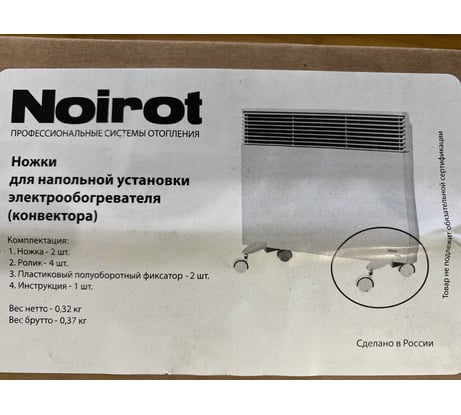 Noirot
ПРОФЕССИОНАЛЬНЫЕ СИСТЕМЫ ОТОПЛЕНИЯ
Ножки
для напольной установки
электрообогревателя
(конвектора)
Комплектация:
1. Ножка - 2 шт.
2. Ролик - 4 шт.
3. Пластиковый полуоборотный фиксатор - 2 шт.
4. Инструкция - 1 шт.
Вес нетто - 0,32 кг
Вес брутто - 0,37 кг
Товар не подлежит обязательной сертификации
Сделано в России